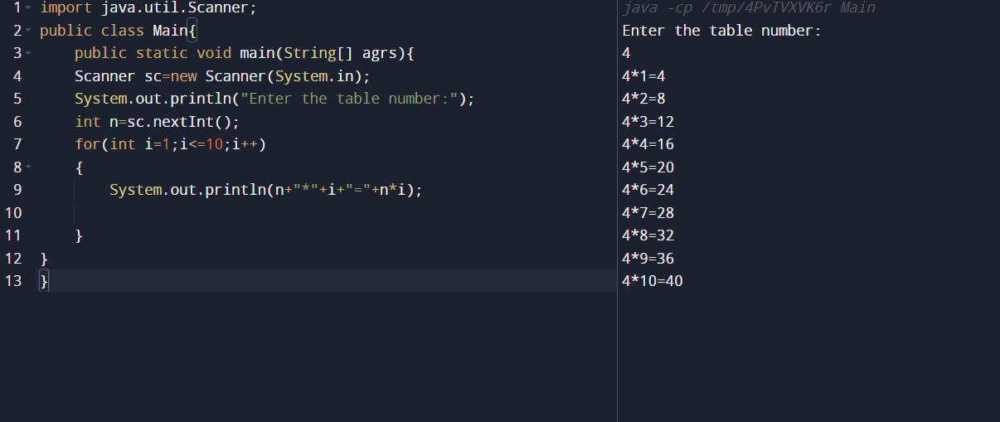 1 import java.util.Scanner;
2 public class Main{
3 public static void main(String[] agrs){
4 Scanner sc=new Scanner(System.in);
5 System.out.println("Enter the table number:");
6 int n=sc.nextInt();
7 for(int i=1;i<=10;i++)
8 {
9 System.out.println(n+"*"+i+"="+n*i);
10
11 }
12 }
13 }
java -cp /tmp/4PvTVXVK6r Main
Enter the table number:
4
4*1=4
4*2=8
4*3=12
4*4=16
4*5=20
4*6=24
4*7=28
4*8=32
4*9=36
4*10=40